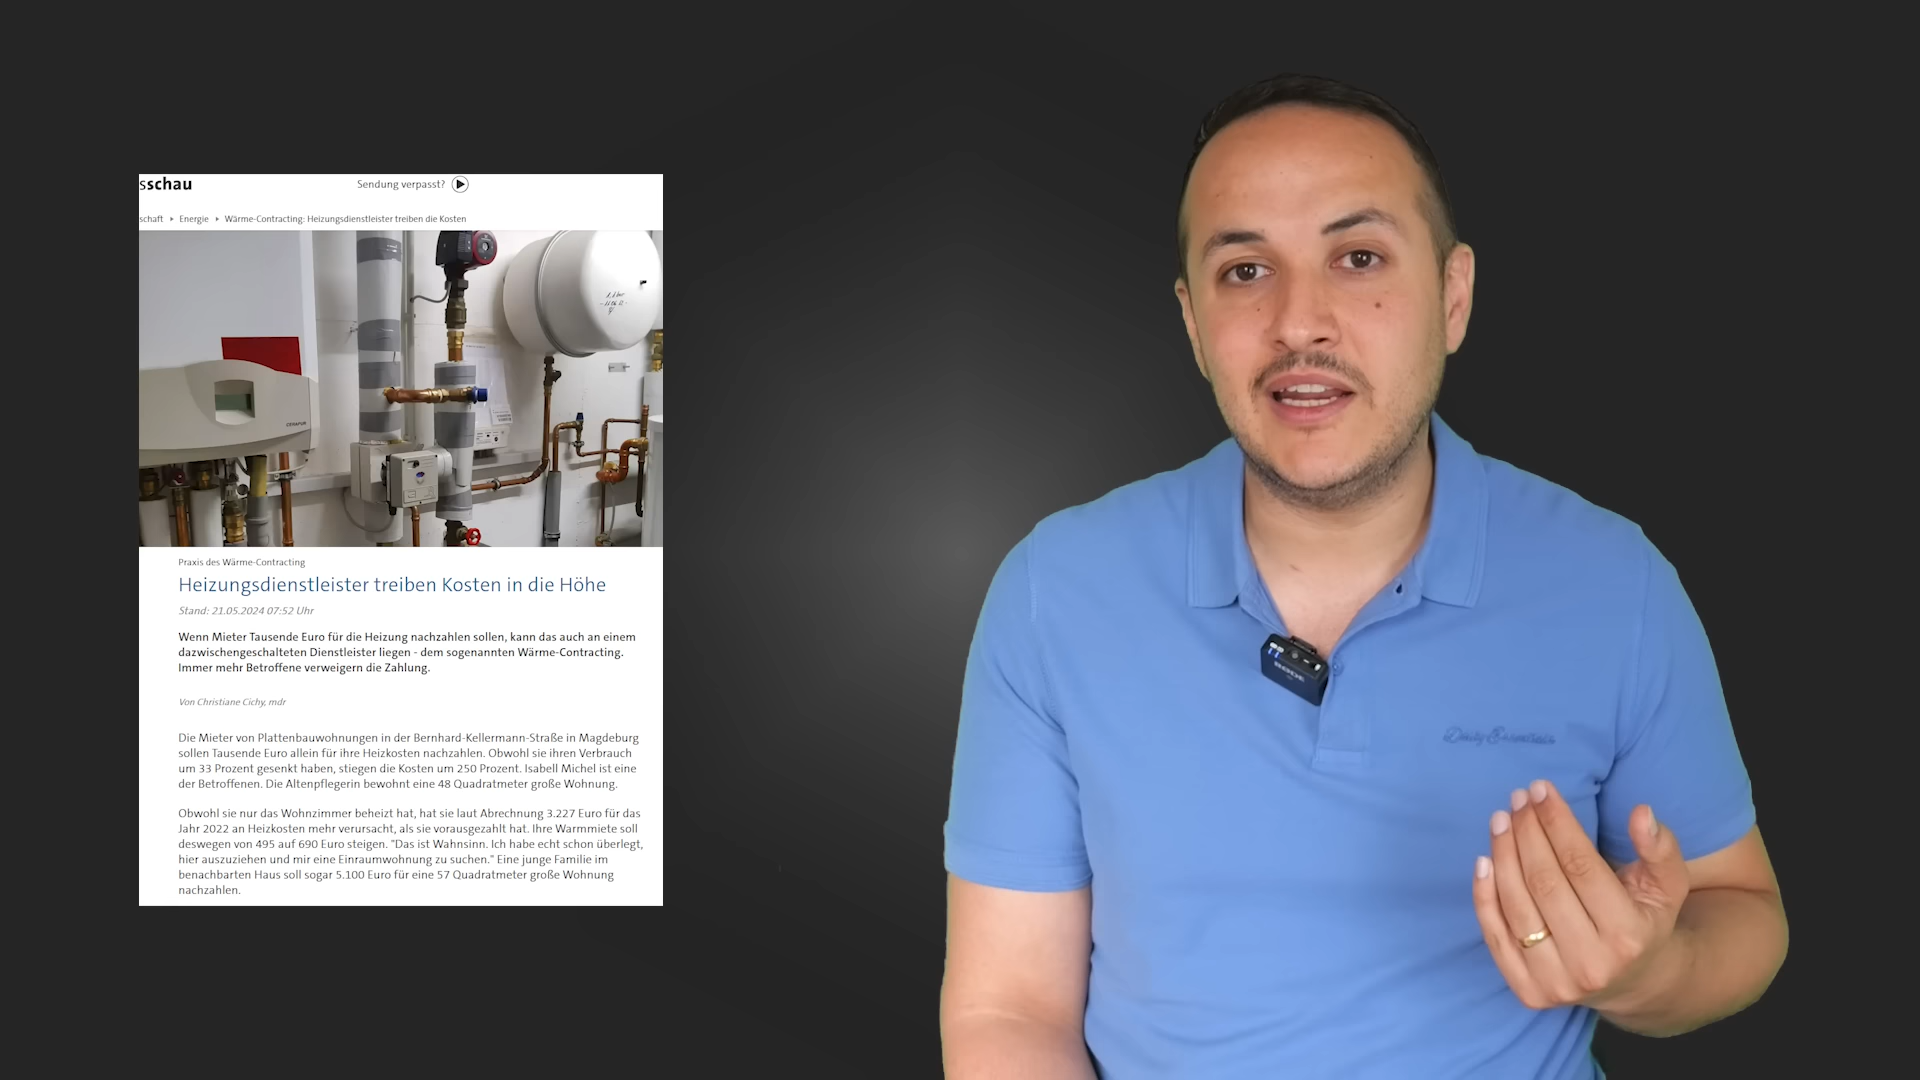 sschau
Sendung verpasst?
schaft ▸ Energie ▸ Wärme-Contracting: Heizungsdienstleister treiben die Kosten
CERAPUR
Praxis des Wärme-Contracting
Heizungsdienstleister treiben Kosten in die Höhe
Stand: 21.05.2024 07:52 Uhr
Wenn Mieter Tausende Euro für die Heizung nachzahlen sollen, kann das auch an einem
dazwischengeschalteten Dienstleister liegen - dem sogenannten Wärme-Contracting.
Immer mehr Betroffene verweigern die Zahlung.
Von Christiane Cichy, mdr
Die Mieter von Plattenbauwohnungen in der Bernhard-Kellermann-Straße in Magdeburg
sollen Tausende Euro allein für ihre Heizkosten nachzahlen. Obwohl sie ihren Verbrauch
um 33 Prozent gesenkt haben, stiegen die Kosten um 250 Prozent. Isabell Michel ist eine
der Betroffenen. Die Altenpflegerin bewohnt eine 48 Quadratmeter große Wohnung.
Obwohl sie nur das Wohnzimmer beheizt hat, hat sie laut Abrechnung 3.227 Euro für das
Jahr 2022 an Heizkosten mehr verursacht, als sie vorausgezahlt hat. Ihre Warmmiete soll
deswegen von 495 auf 690 Euro steigen. "Das ist Wahnsinn. Ich habe echt schon überlegt,
hier auszuziehen und mir eine Einraumwohnung zu suchen." Eine junge Familie im
benachbarten Haus soll sogar 5.100 Euro für eine 57 Quadratmeter große Wohnung
nachzahlen.
RODE
Daily Essentials